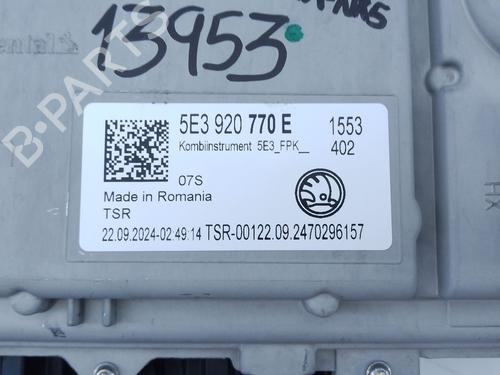 13953
B-PARTS
5E3 920 770 E 1553
Kombiinstrument 5E3_FPK__ 402
07S
Made in Romania
TSR
22.09.2024-02:49:14 TSR-00122.09.2470296157